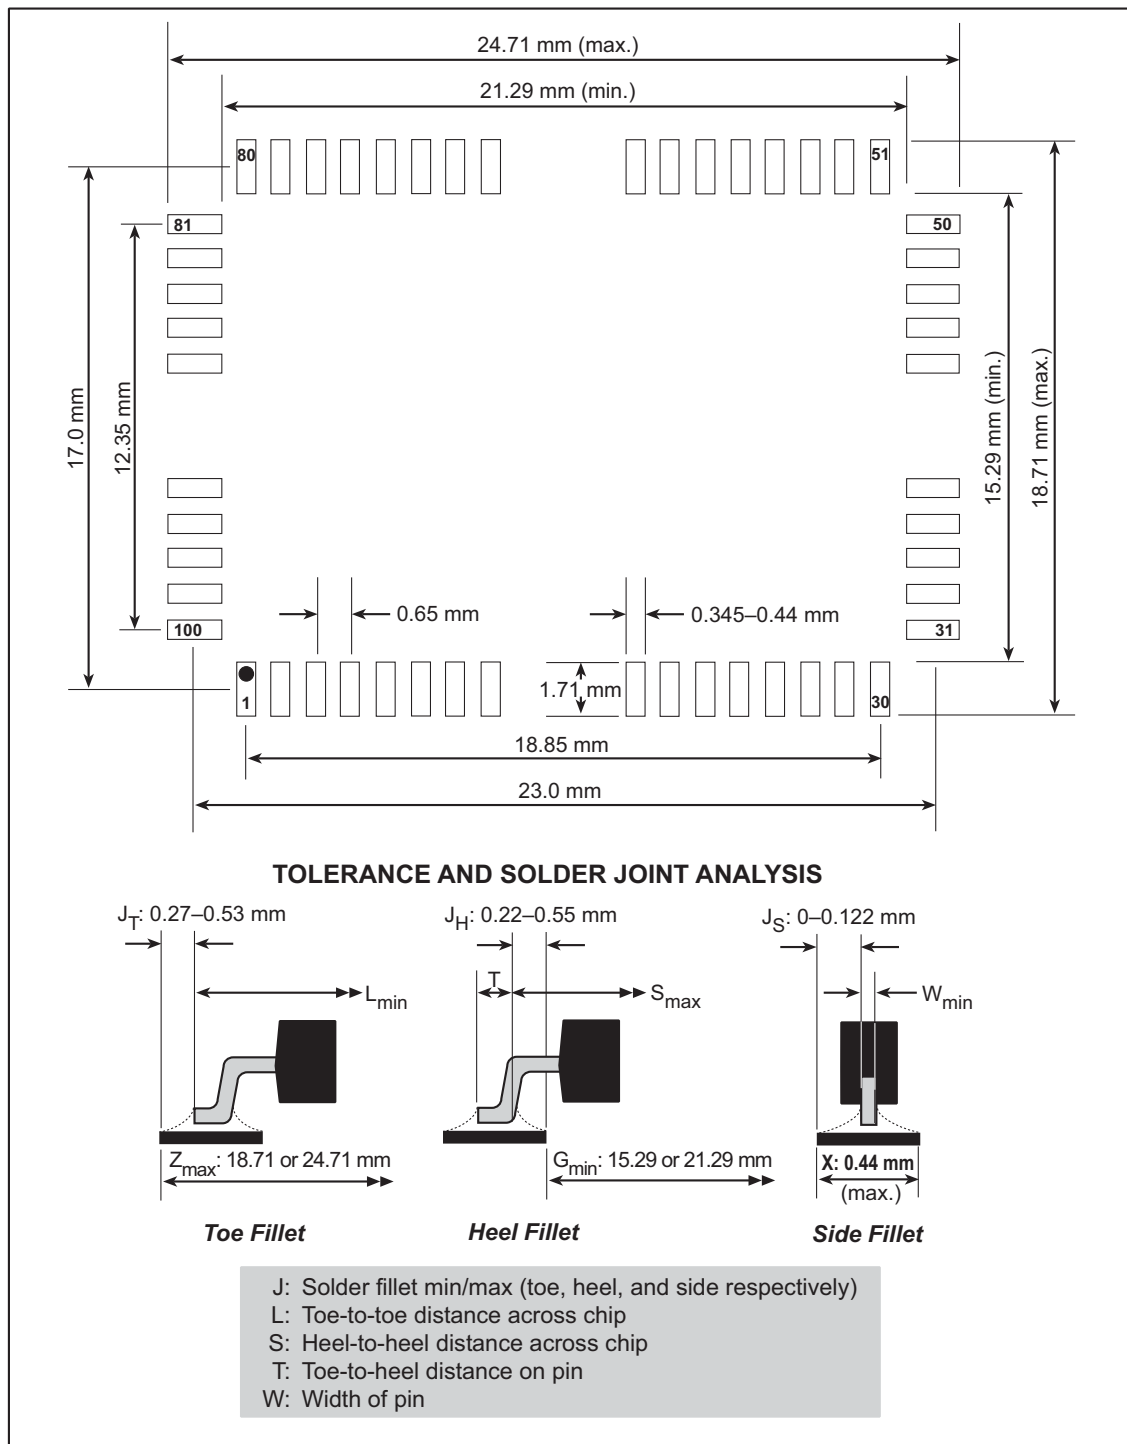 24.71 mm (max.)
21.29 mm (min.)
80
51
81
50
17.0 mm
12.35 mm
15.29 mm (min.)
18.71 mm (max.)
0.65 mm
0.345–0.44 mm
100
31
1.71 mm
1
30
18.85 mm
23.0 mm
TOLERANCE AND SOLDER JOINT ANALYSIS
JT: 0.27–0.53 mm
JH: 0.22–0.55 mm
JS: 0–0.122 mm
Lmin
T
Smax
Wmin
Zmax: 18.71 or 24.71 mm
Gmin: 15.29 or 21.29 mm
X: 0.44 mm
(max.)
Toe Fillet
Heel Fillet
Side Fillet
J: Solder fillet min/max (toe, heel, and side respectively)
L: Toe-to-toe distance across chip
S: Heel-to-heel distance across chip
T: Toe-to-heel distance on pin
W: Width of pin